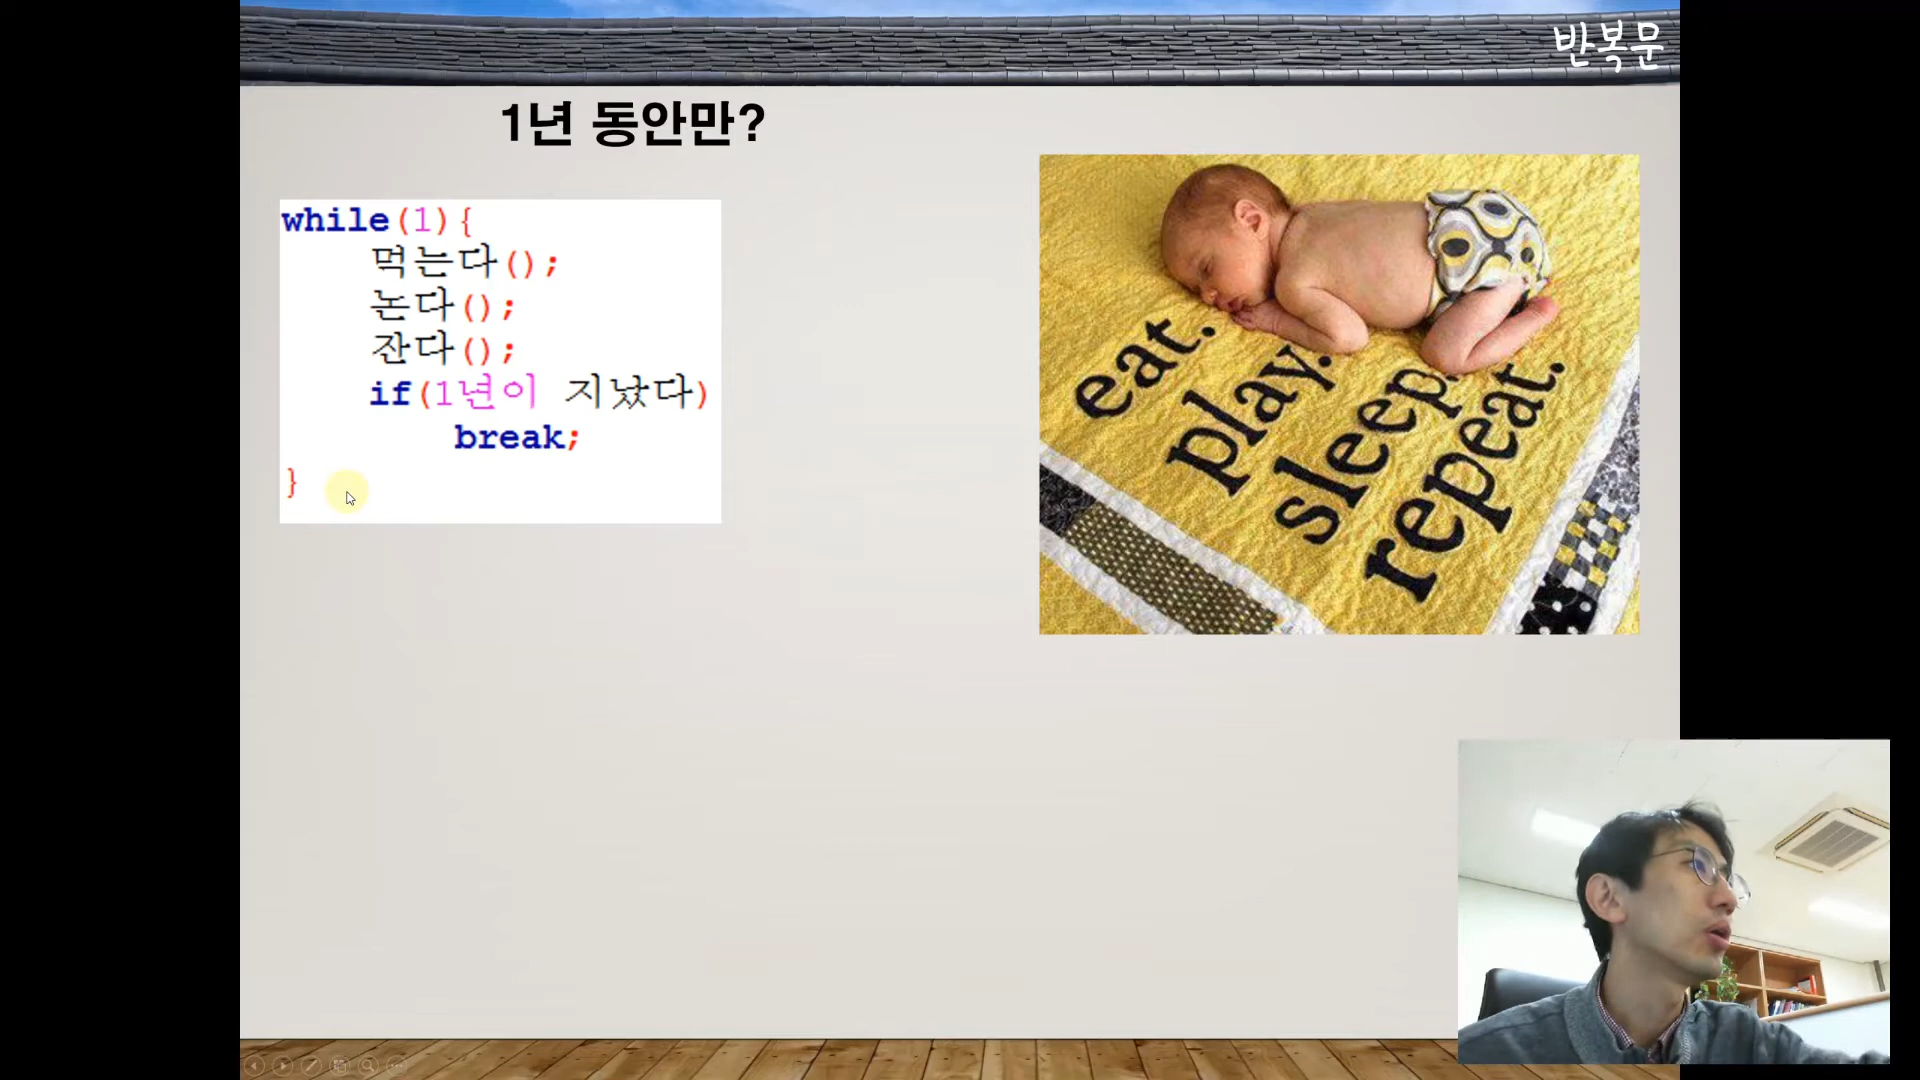 반복문
1년 동안만?
while(1){
먹는다();
논다();
잔다();
if(1년이 지났다)
break;
}
eat.
play.
sleep.
repeat.